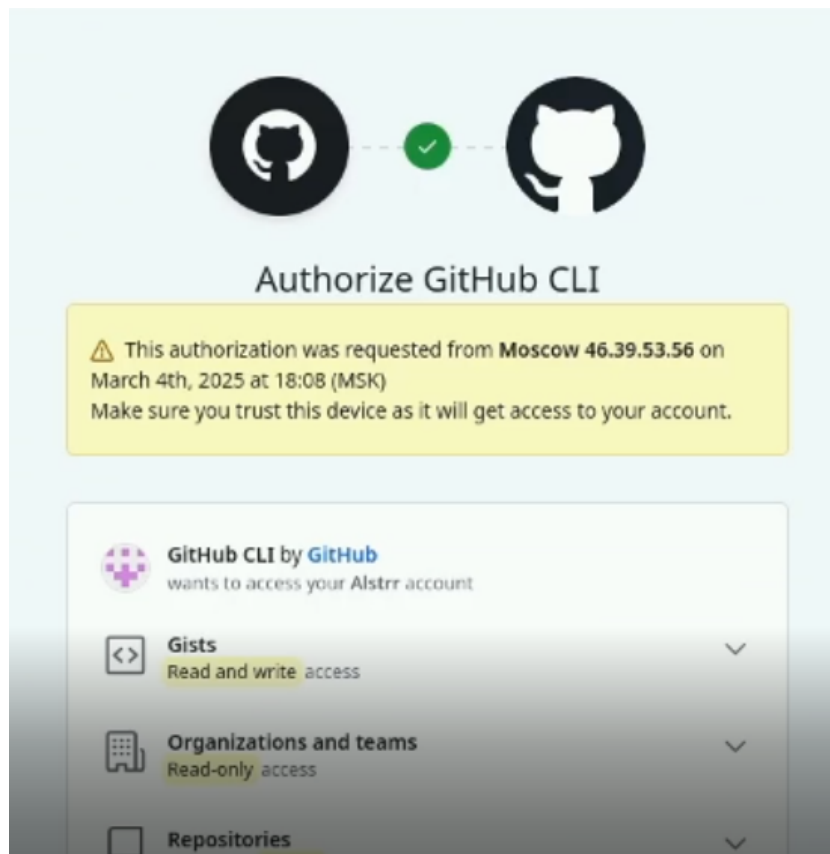 Authorize GitHub CLI
This authorization was requested from Moscow 46.39.53.56 on
March 4th, 2025 at 18:08 (MSK)
Make sure you trust this device as it will get access to your account.
GitHub CLI by GitHub
wants to access your Alstrr account
Gists
Read and write access
Organizations and teams
Read-only access
Repositories